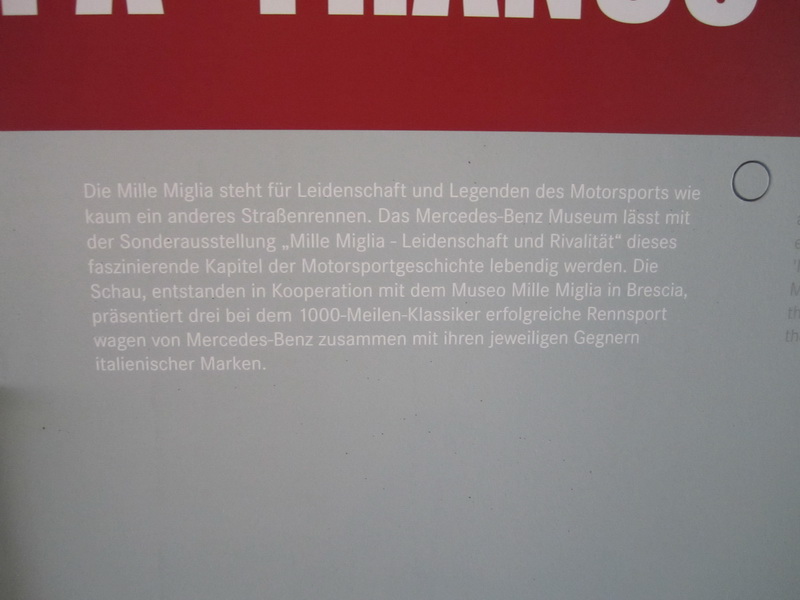 Die Mille Miglia steht für Leidenschaft und Legenden des Motorsports wie
kaum ein anderes Straßenrennen. Das Mercedes-Benz Museum lässt mit
der Sonderausstellung „Mille Miglia - Leidenschaft und Rivalität“ dieses
faszinierende Kapitel der Motorsportgeschichte lebendig werden. Die
Schau, entstanden in Kooperation mit dem Museo Mille Miglia in Brescia,
präsentiert drei bei dem 1000-Meilen-Klassiker erfolgreiche Rennsport
wagen von Mercedes-Benz zusammen mit ihren jeweiligen Gegnern
italienischer Marken.